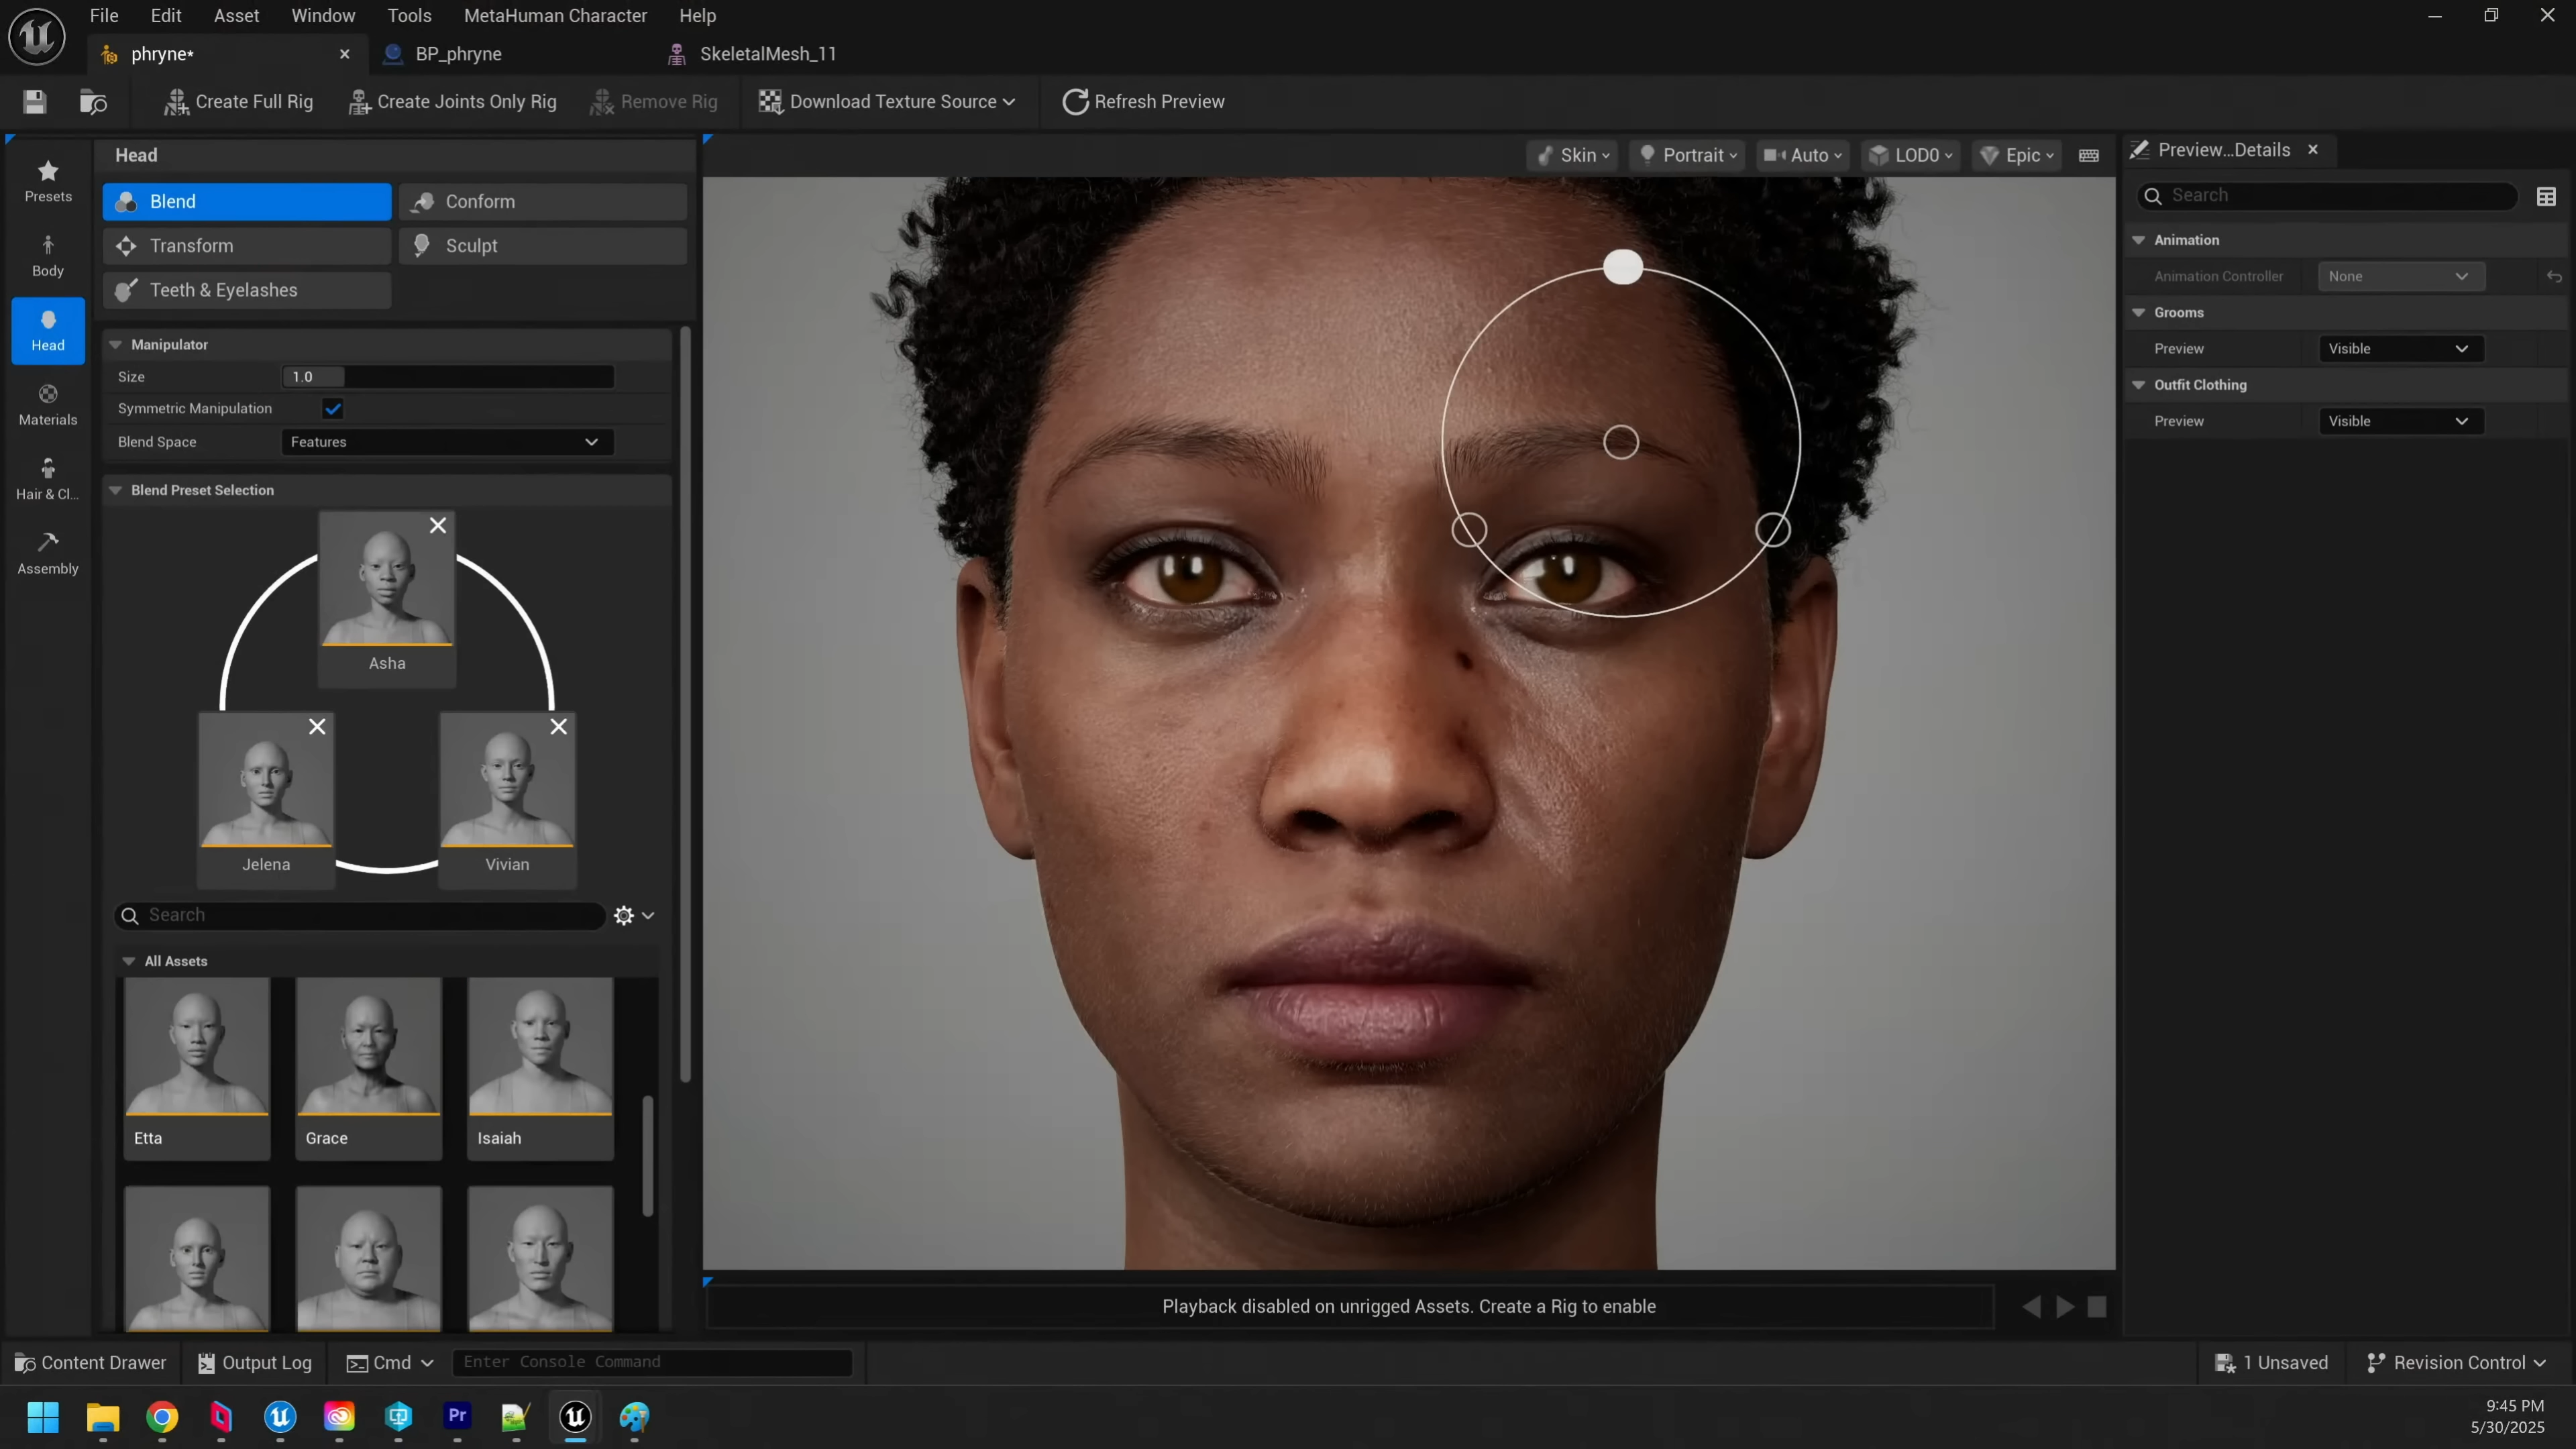 File Edit Asset Window Tools MetaHuman Character Help
phryne* BP_phryne SkeletalMesh_11
Create Full Rig Create Joints Only Rig Remove Rig Download Texture Source Refresh Preview
Presets
Body
Head
Materials
Hair & Cl...
Assembly
Head
Blend Conform
Transform Sculpt
Teeth & Eyelashes
Manipulator
Size 1.0
Symmetric Manipulation
Blend Space Features
Blend Preset Selection
Asha
Jelena Vivian
Search
All Assets
Etta Grace Isaiah
Skin Portrait Auto LOD0 Epic
Playback disabled on unrigged Assets. Create a Rig to enable
Preview...Details
Search
Animation
Animation Controller None
Grooms
Preview Visible
Outfit Clothing
Preview Visible
Content Drawer Output Log Cmd Enter Console Command 1 Unsaved Revision Control
Pr
9:45 PM
5/30/2025